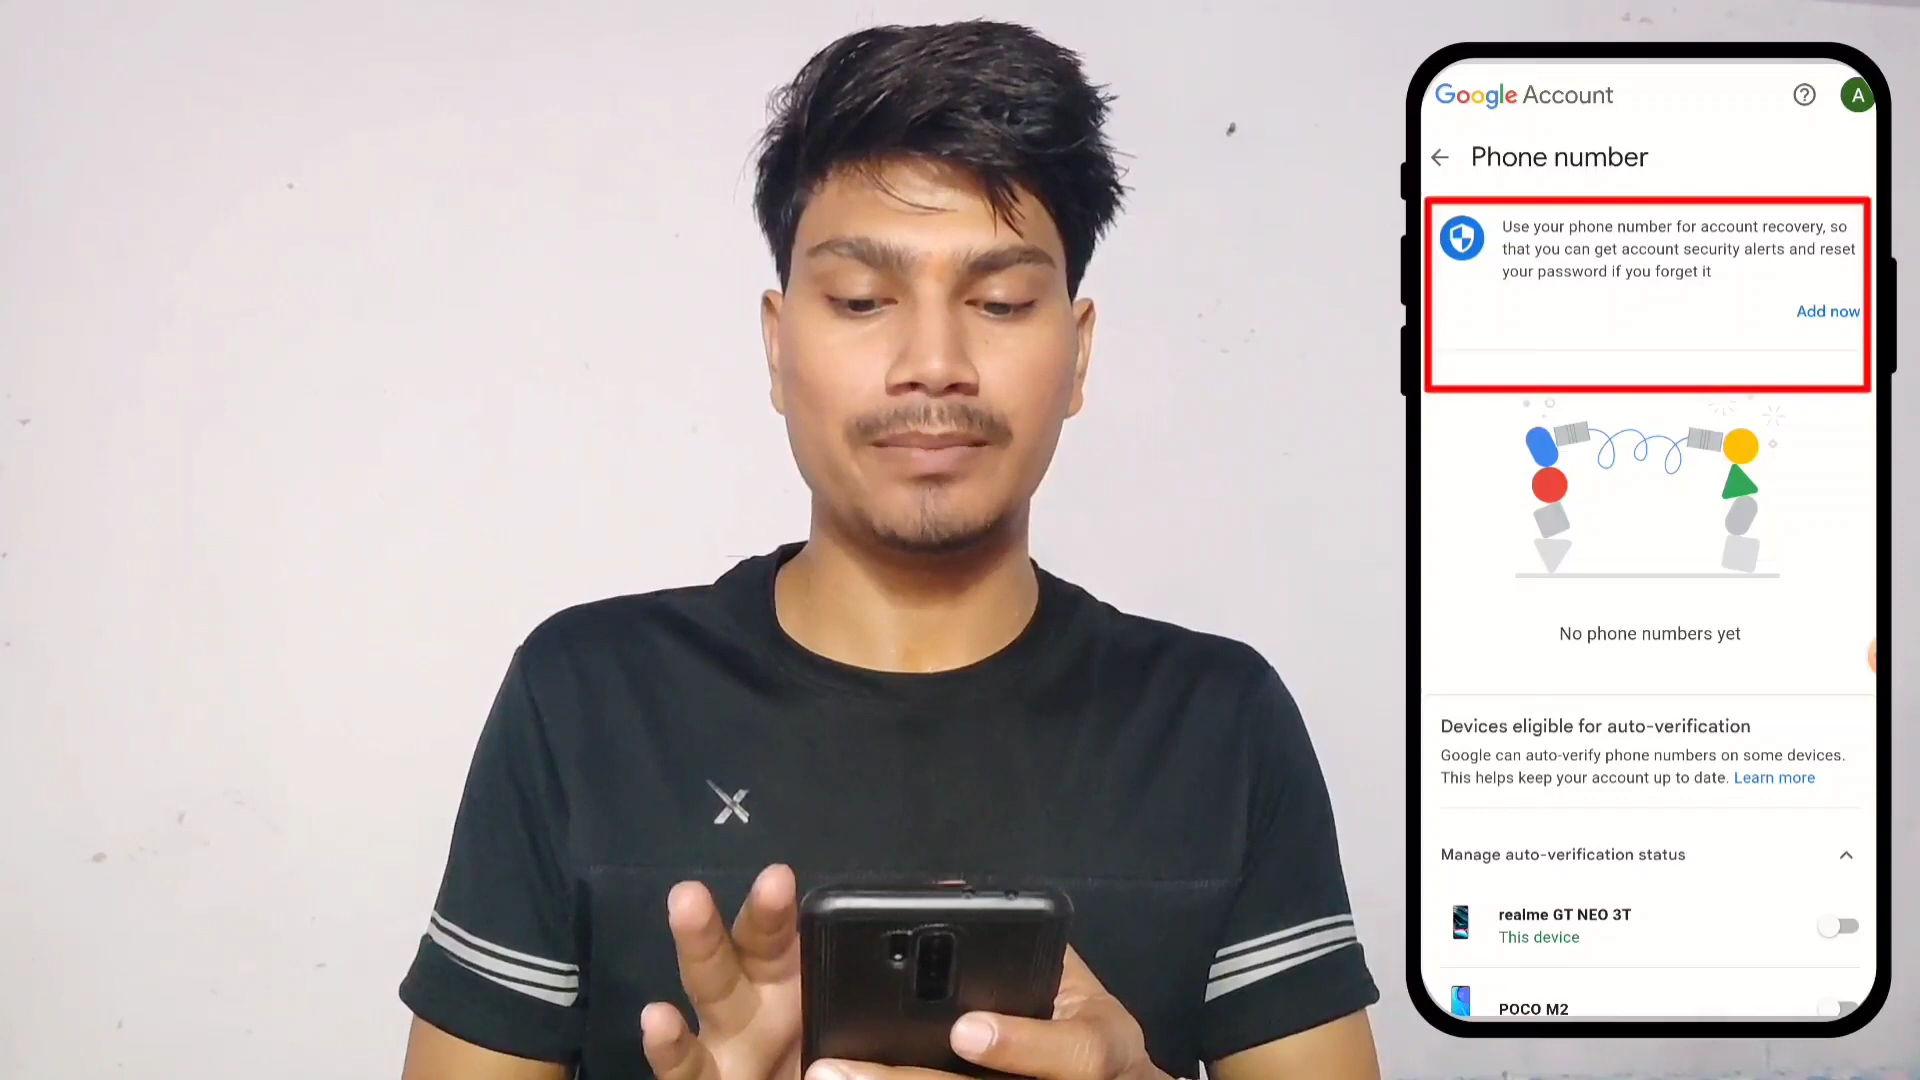 Google Account
A
Phone number
Use your phone number for account recovery, so
that you can get account security alerts and reset
your password if you forget it
Add now
No phone numbers yet
Devices eligible for auto-verification
Google can auto-verify phone numbers on some devices.
This helps keep your account up to date. Learn more
Manage auto-verification status
realme GT NEO 3T
This device
POCO M2